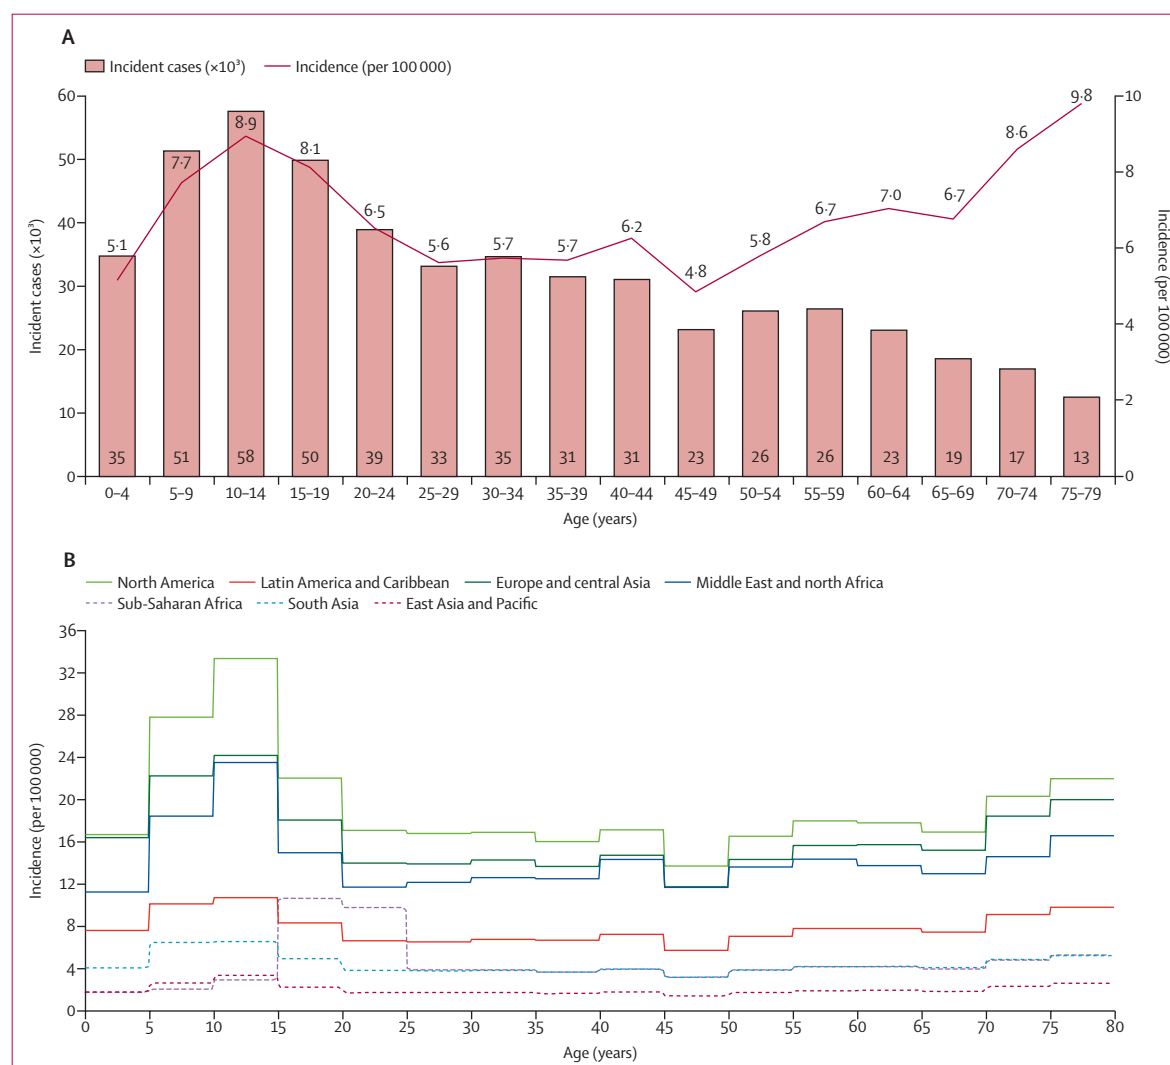 A
Incident cases (×10³) Incidence (per 100 000)
60
50
40
30
20
10
0
Incident cases (×10³)
10
8
6
4
2
0
Incidence (per 100 000)
5·1 7·7 8·9 8·1 6·5 5·6 5·7 5·7 6·2 4·8 5·8 6·7 7·0 6·7 8·6 9·8
35 51 58 50 39 33 35 31 31 23 26 26 23 19 17 13
0–4 5–9 10–14 15–19 20–24 25–29 30–34 35–39 40–44 45–49 50–54 55–59 60–64 65–69 70–74 75–79
Age (years)
B
North America Latin America and Caribbean Europe and central Asia Middle East and north Africa
Sub-Saharan Africa South Asia East Asia and Pacific
36
32
28
24
20
16
12
8
4
0
Incidence (per 100 000)
0 5 10 15 20 25 30 35 40 45 50 55 60 65 70 75 80
Age (years)